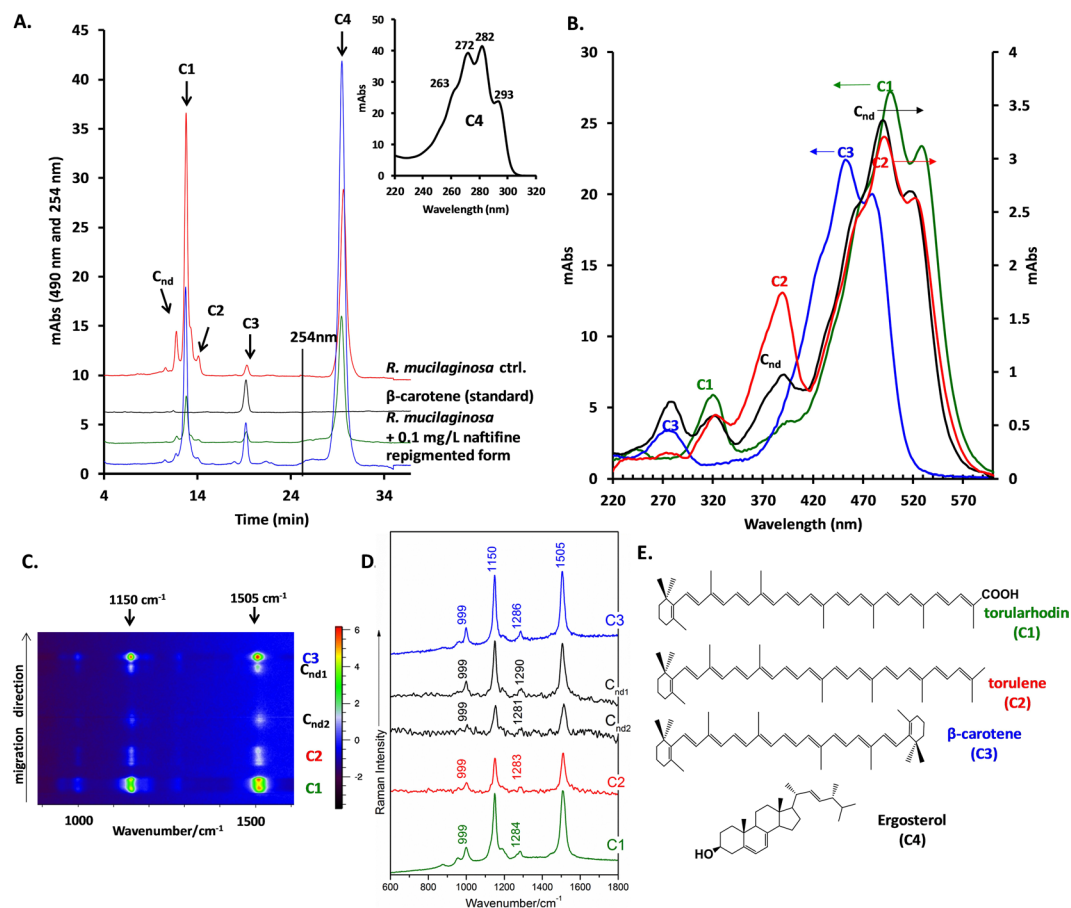 A.
45
40
35
30
25
20
15
10
5
0
mAbs (490 nm and 254 nm)
4
14
24
34
Time (min)
C1
Cnd
C2
C3
C4
254nm
R. mucilaginosa ctrl.
β-carotene (standard)
R. mucilaginosa
+ 0.1 mg/L naftifine
repigmented form
50
40
30
20
10
0
mAbs
263
272
282
293
C4
220 240 260 280 300 320
Wavelength (nm)
B.
30
25
20
15
10
5
0
mAbs
4
3.5
3
2.5
2
1.5
1
0.5
0
mAbs
C1
Cnd
C3
C2
C2
Cnd
C1
C3
220 270 320 370 420 470 520 570
Wavelength (nm)
C.
1150 cm-1
1505 cm-1
migration direction
C3
Cnd1
Cnd2
C2
C1
6
4
2
0
-2
1000
1500
Wavenumber/cm-1
D.
Raman Intensity
999
1150
1286
1505
C3
999
1290
Cnd1
999
1281
Cnd2
999
1283
C2
999
1284
C1
600 800 1000 1200 1400 1600 1800
Wavenumber/cm-1
E.
COOH
torularhodin
(C1)
torulene
(C2)
β-carotene
(C3)
Ergosterol
(C4)
HO